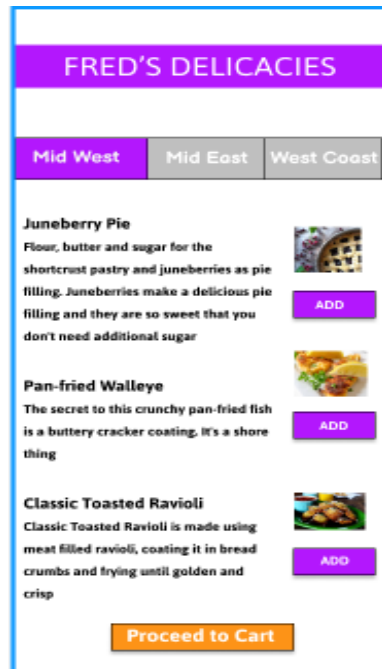 FRED'S DELICACIES
Mid West Mid East West Coast
Juneberry Pie
Flour, butter and sugar for the
shortcrust pastry and juneberries as pie
filling. Juneberries make a delicious pie
filling and they are so sweet that you
don't need additional sugar
ADD
Pan-fried Walleye
The secret to this crunchy pan-fried fish
is a buttery cracker coating. It's a shore
thing
ADD
Classic Toasted Ravioli
Classic Toasted Ravioli is made using
meat filled ravioli, coating it in bread
crumbs and frying until golden and
crisp
ADD
Proceed to Cart